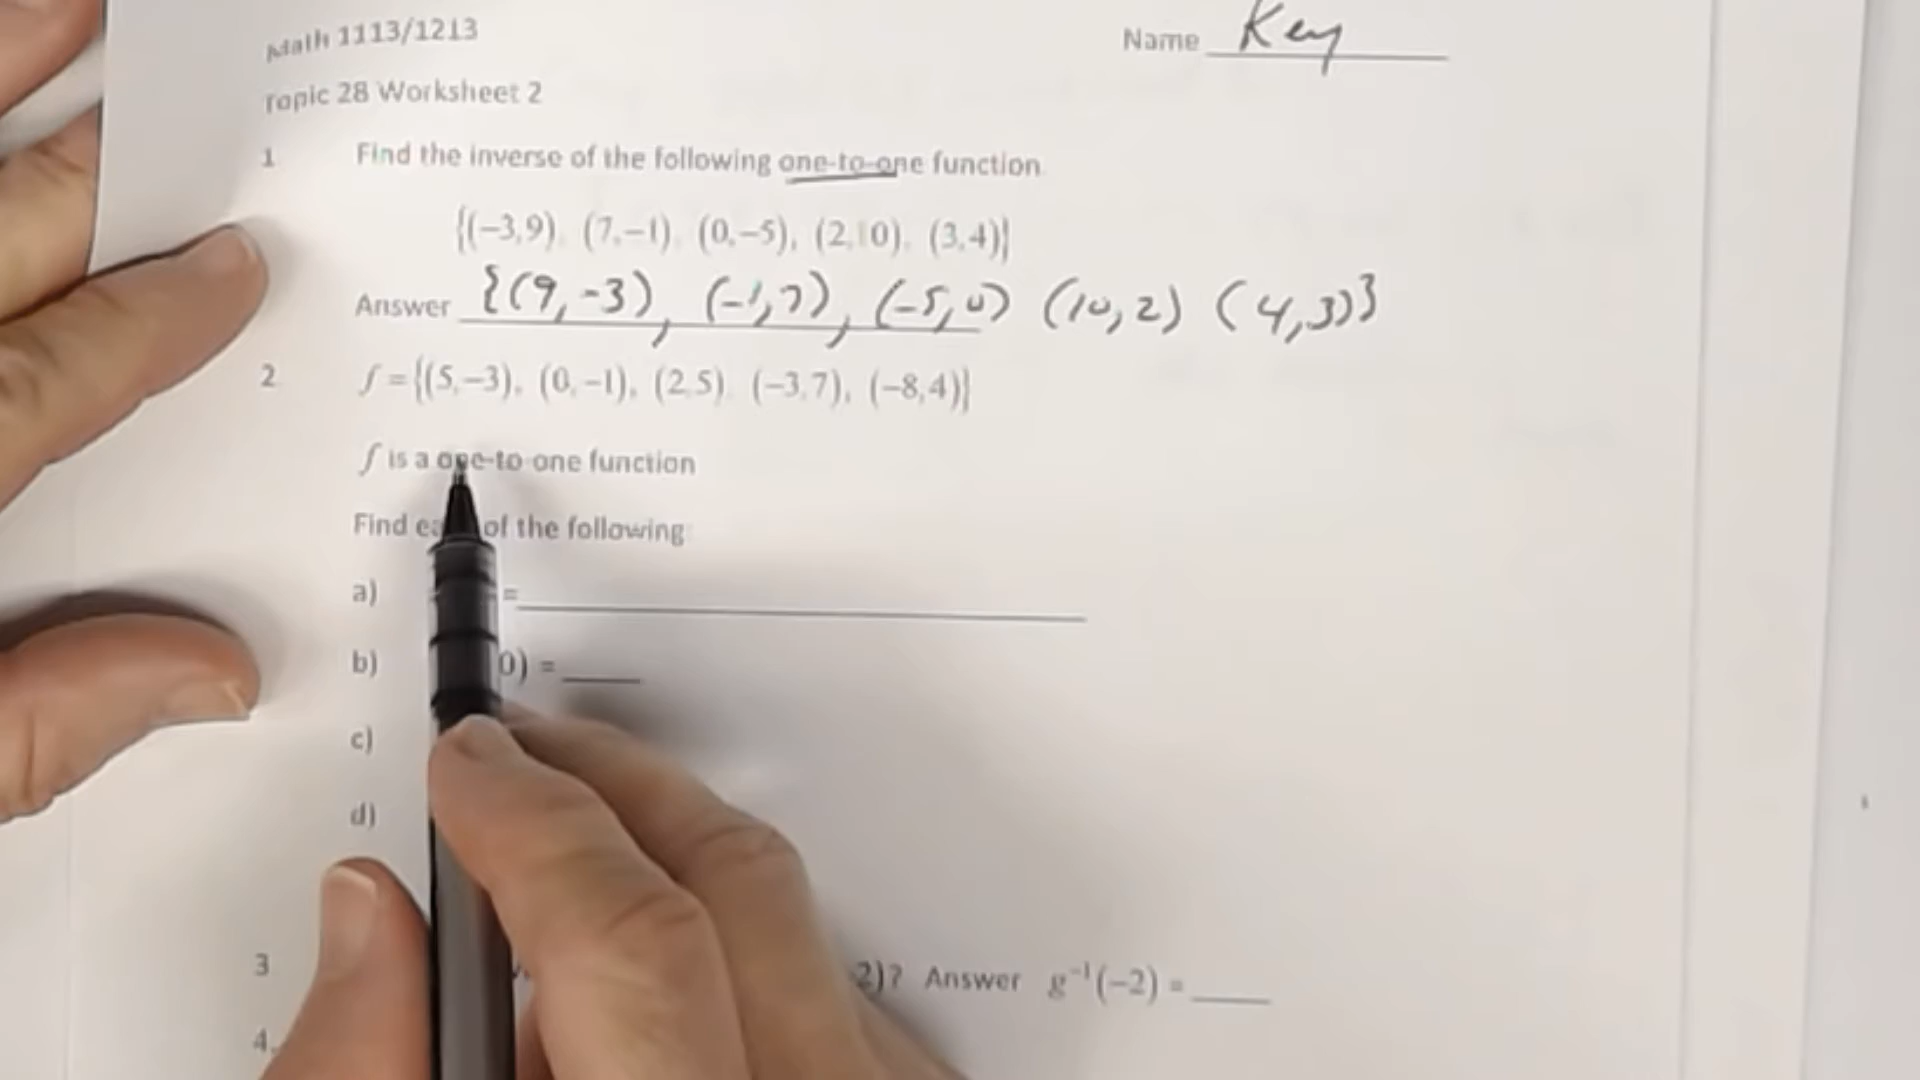 Math 1113/1213
Name Key
Topic 28 Worksheet 2
1 Find the inverse of the following one-to-one function
{(−3,9), (7,−1), (0,−5), (2,10), (3,4)}
Answer {(9,-3), (-1,7), (-5,0) (10,2) (4,3)}
2 f = {(5,−3), (0,−1), (2,5), (−3,7), (−8,4)}
f is a one-to-one function
Find of the following:
a) =
b) 0) =
c)
d)
3 2)? Answer g⁻¹(−2) =
4.